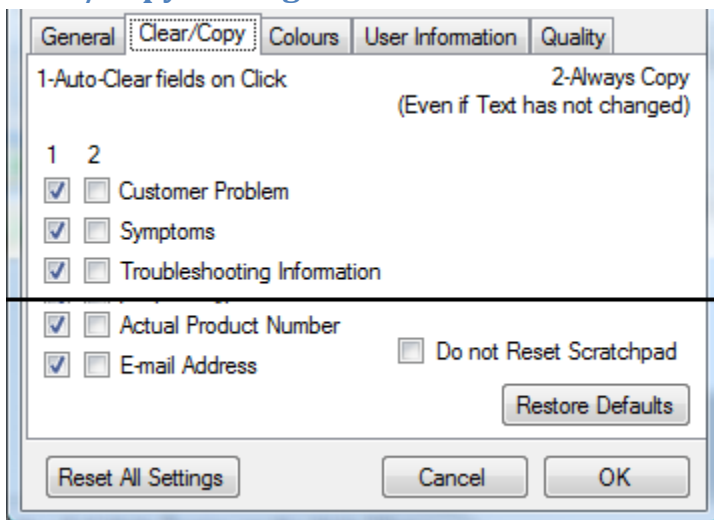 General Clear/Copy Colours User Information Quality
1-Auto-Clear fields on Click 2-Always Copy
(Even if Text has not changed)
1 2
Customer Problem
Symptoms
Troubleshooting Information
Actual Product Number
E-mail Address
Do not Reset Scratchpad
Restore Defaults
Reset All Settings Cancel OK